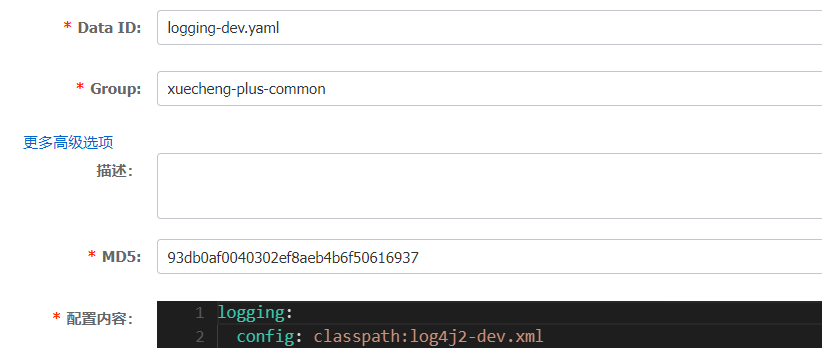 * Data ID: logging-dev.yaml
* Group: xuecheng-plus-common
更多高级选项
描述:
* MD5: 93db0af0040302ef8aeb4b6f50616937
* 配置内容: 1 logging:
2 config: classpath:log4j2-dev.xml